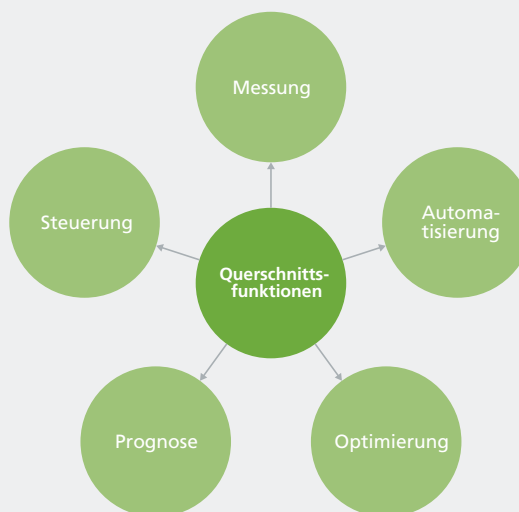 Messung
Steuerung
Automa-
tisierung
Querschnitts-
funktionen
Prognose
Optimierung